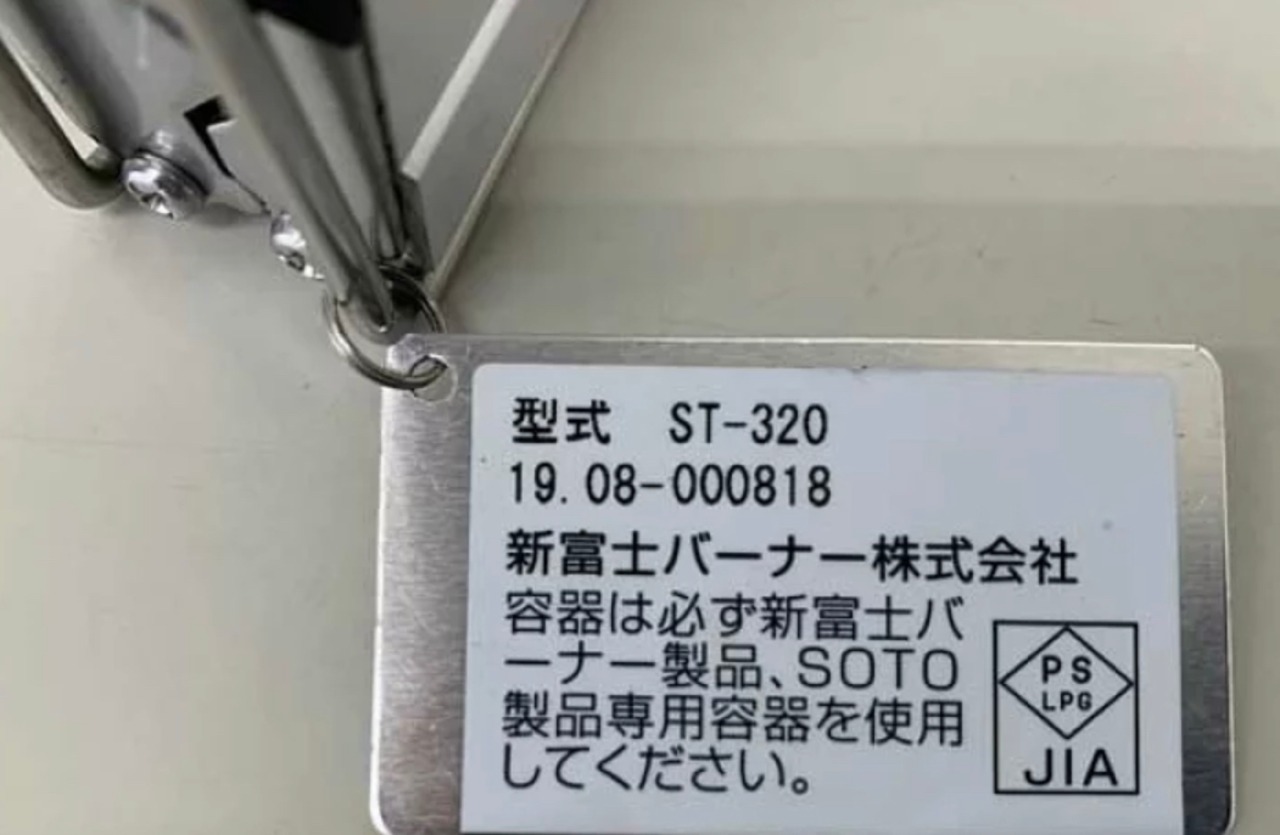 型式　ST-320
19.08-000818
新富士バーナー株式会社
容器は必ず新富士バ
ーナー製品、SOTO
製品専用容器を使用
してください。
PS
LPG
JIA